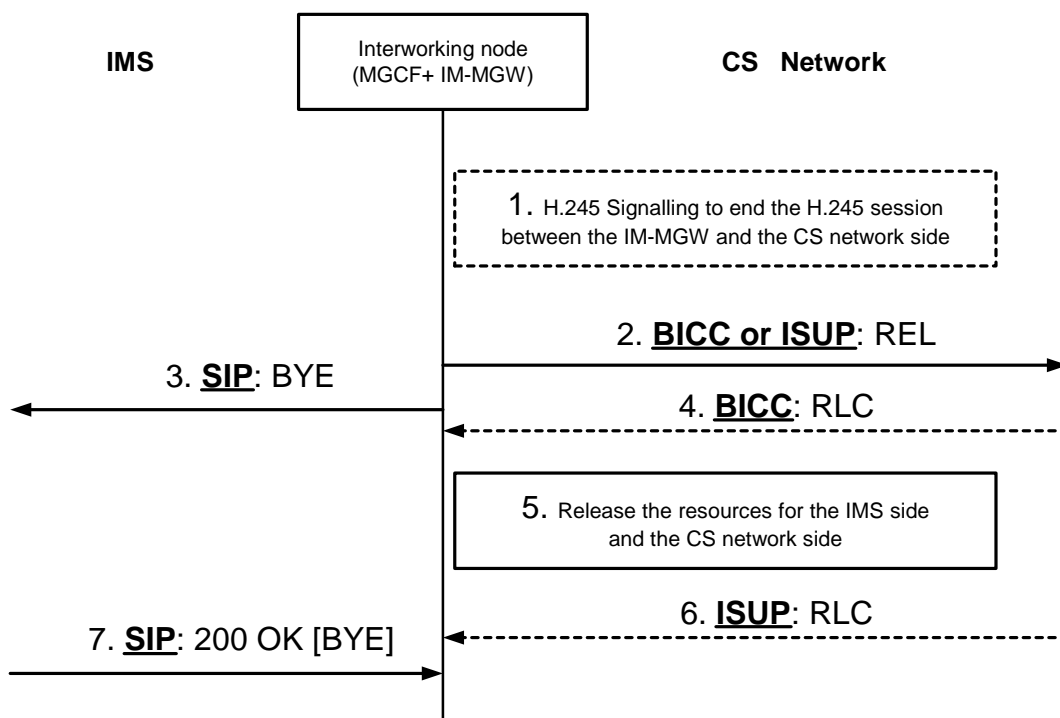 IMS
Interworking node
(MGCF+ IM-MGW)
CS Network
1. H.245 Signalling to end the H.245 session
between the IM-MGW and the CS network side
2. BICC or ISUP: REL
3. SIP: BYE
4. BICC: RLC
5. Release the resources for the IMS side
and the CS network side
6. ISUP: RLC
7. SIP: 200 OK [BYE]